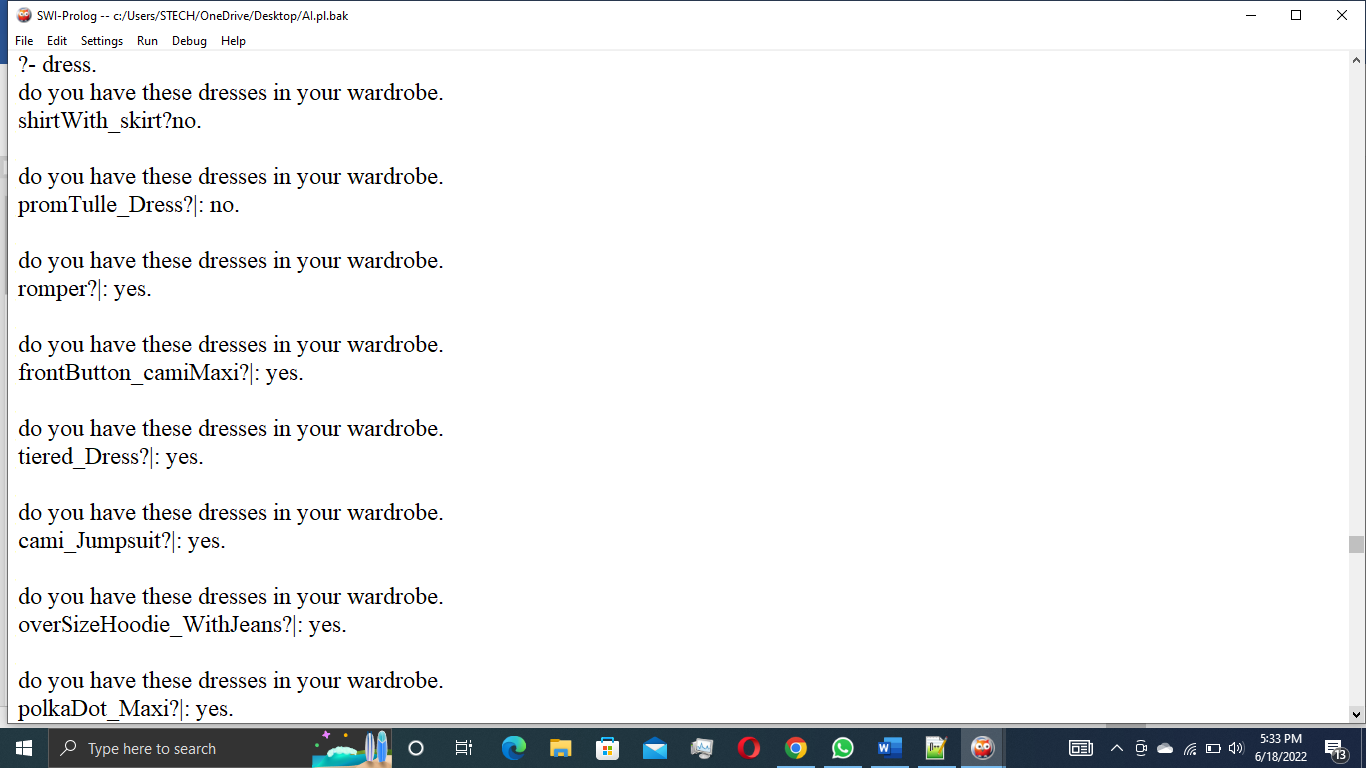 SWI-Prolog -- c:/Users/STECH/OneDrive/Desktop/AI.pl.bak
File Edit Settings Run Debug Help
?- dress.
do you have these dresses in your wardrobe.
shirtWith_skirt?no.
do you have these dresses in your wardrobe.
promTulle_Dress?|: no.
do you have these dresses in your wardrobe.
romper?|: yes.
do you have these dresses in your wardrobe.
frontButton_camiMaxi?|: yes.
do you have these dresses in your wardrobe.
tiered_Dress?|: yes.
do you have these dresses in your wardrobe.
cami_Jumpsuit?|: yes.
do you have these dresses in your wardrobe.
overSizeHoodie_WithJeans?|: yes.
do you have these dresses in your wardrobe.
polkaDot_Maxi?|: yes.
Type here to search
5:33 PM
6/18/2022
13